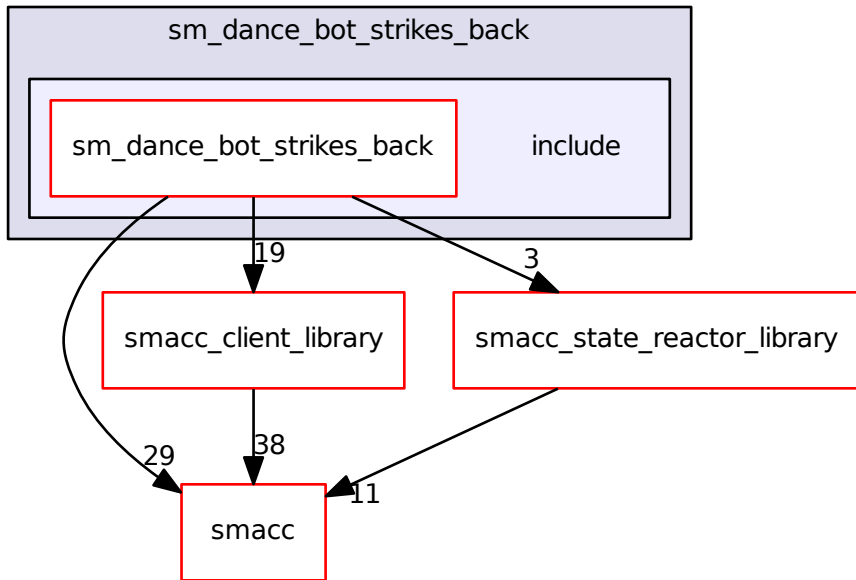 sm_dance_bot_strikes_back
sm_dance_bot_strikes_back
include
19
3
smacc_client_library
smacc_state_reactor_library
29
38
11
smacc